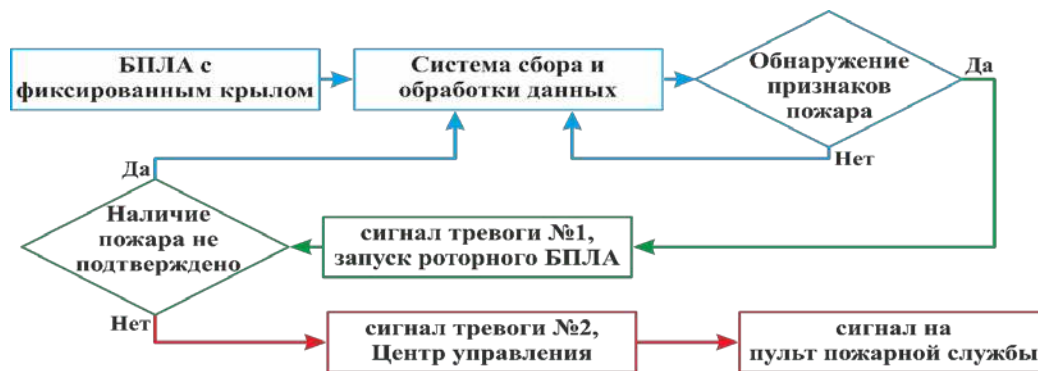 БПЛА с
фиксированным крылом
Система сбора и
обработки данных
Обнаружение
признаков
пожара
Да
Нет
Да
Наличие
пожара не
подтверждено
сигнал тревоги №1,
запуск роторного БПЛА
Нет
сигнал тревоги №2,
Центр управления
сигнал на
пульт пожарной службы